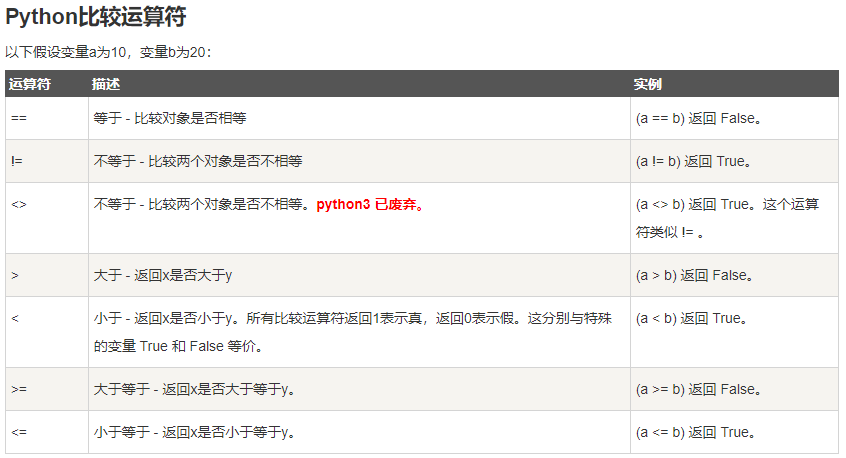 Python比较运算符
以下假设变量a为10，变量b为20：
运算符 描述 实例
== 等于 - 比较对象是否相等 (a == b) 返回 False。
!= 不等于 - 比较两个对象是否不相等 (a != b) 返回 True。
<> 不等于 - 比较两个对象是否不相等。python3 已废弃。 (a <> b) 返回 True。这个运算
符类似 != 。
> 大于 - 返回x是否大于y (a > b) 返回 False。
< 小于 - 返回x是否小于y。所有比较运算符返回1表示真，返回0表示假。这分别与特殊 (a < b) 返回 True。
的变量 True 和 False 等价。
>= 大于等于 - 返回x是否大于等于y。 (a >= b) 返回 False。
<= 小于等于 - 返回x是否小于等于y。 (a <= b) 返回 True。